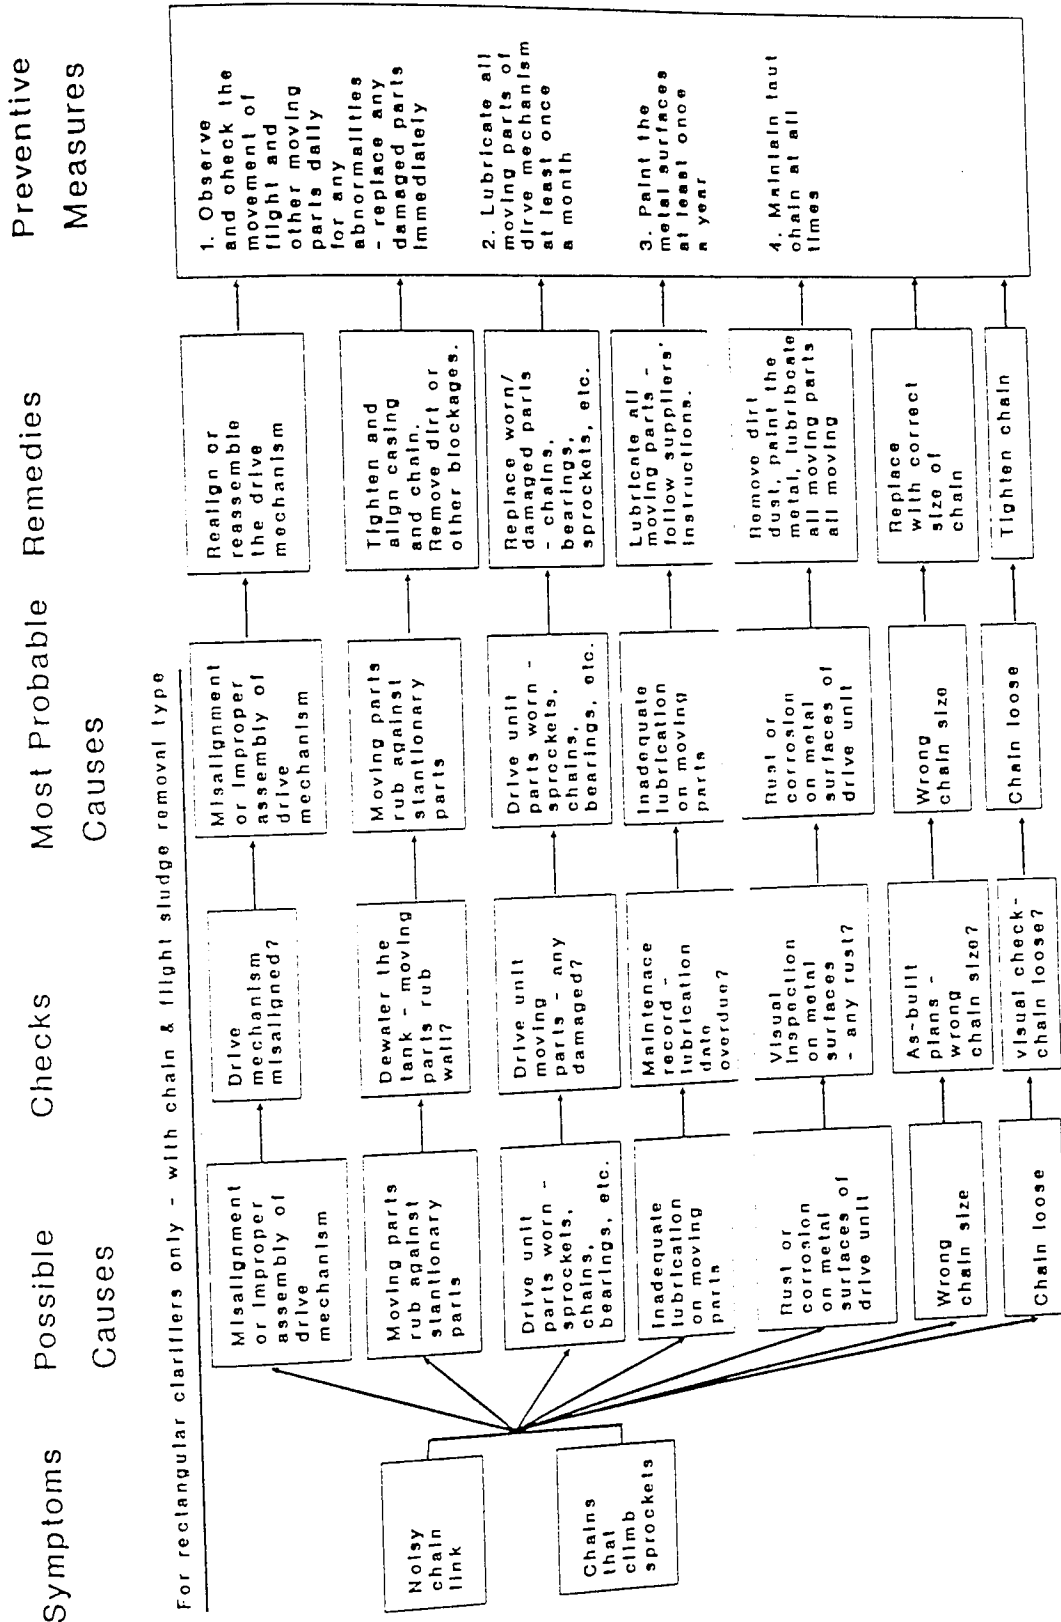 Symptoms
Possible
Causes
Checks
Most Probable
Causes
Remedies
Preventive
Measures
For rectangular clarifiers only - with chain & flight sludge removal type
Noisy
chain
link
Chains
that
climb
sprockets
Misalignment
or improper
assembly of
drive
mechanism
Drive
mechanism
misaligned?
Misalignment
or improper
assembly of
drive
mechanism
Realign or
reassemble
the drive
mechanism
Moving parts
rub against
stantionary
parts
Dewater the
tank - moving
parts rub
wall?
Moving parts
rub against
stantionary
parts
Tighten and
align casing
and chain.
Remove dirt or
other blockages.
Drive unit
parts worn -
sprockets,
chains,
bearings, etc.
Drive unit
moving
parts - any
damaged?
Drive unit
parts worn -
sprockets,
chains,
bearings, etc.
Replace worn/
damaged parts
- chains,
bearings,
sprockets, etc.
Inadequate
lubrication
on moving
parts
Maintenace
record -
lubrication
date
overdue?
Inadequate
lubrication
on moving
parts
Lubricate all
moving parts -
follow suppliers'
instructions.
Rust or
corrosion
on metal
surfaces of
drive unit
Visual
inspection
on metal
surfaces
- any rust?
Rust or
corrosion
on metal
surfaces of
drive unit
Remove dirt
dust, paint the
metal, lubribcate
all moving parts
all moving
Wrong
chain size
As-built
plans -
wrong
chain size?
Wrong
chain size
Replace
with correct
size of
chain
Chain loose
visual check-
chain loose?
Chain loose
Tighten chain
1. Observe
and check the
movement of
flight and
other moving
parts daily
for any
abnormalities
- replace any
damaged parts
immediately
2. Lubricate all
moving parts of
dirve mechanism
at least once
a month
3. Paint the
metal surfaces
at least once
a year
4. Maintain taut
chain at all
times